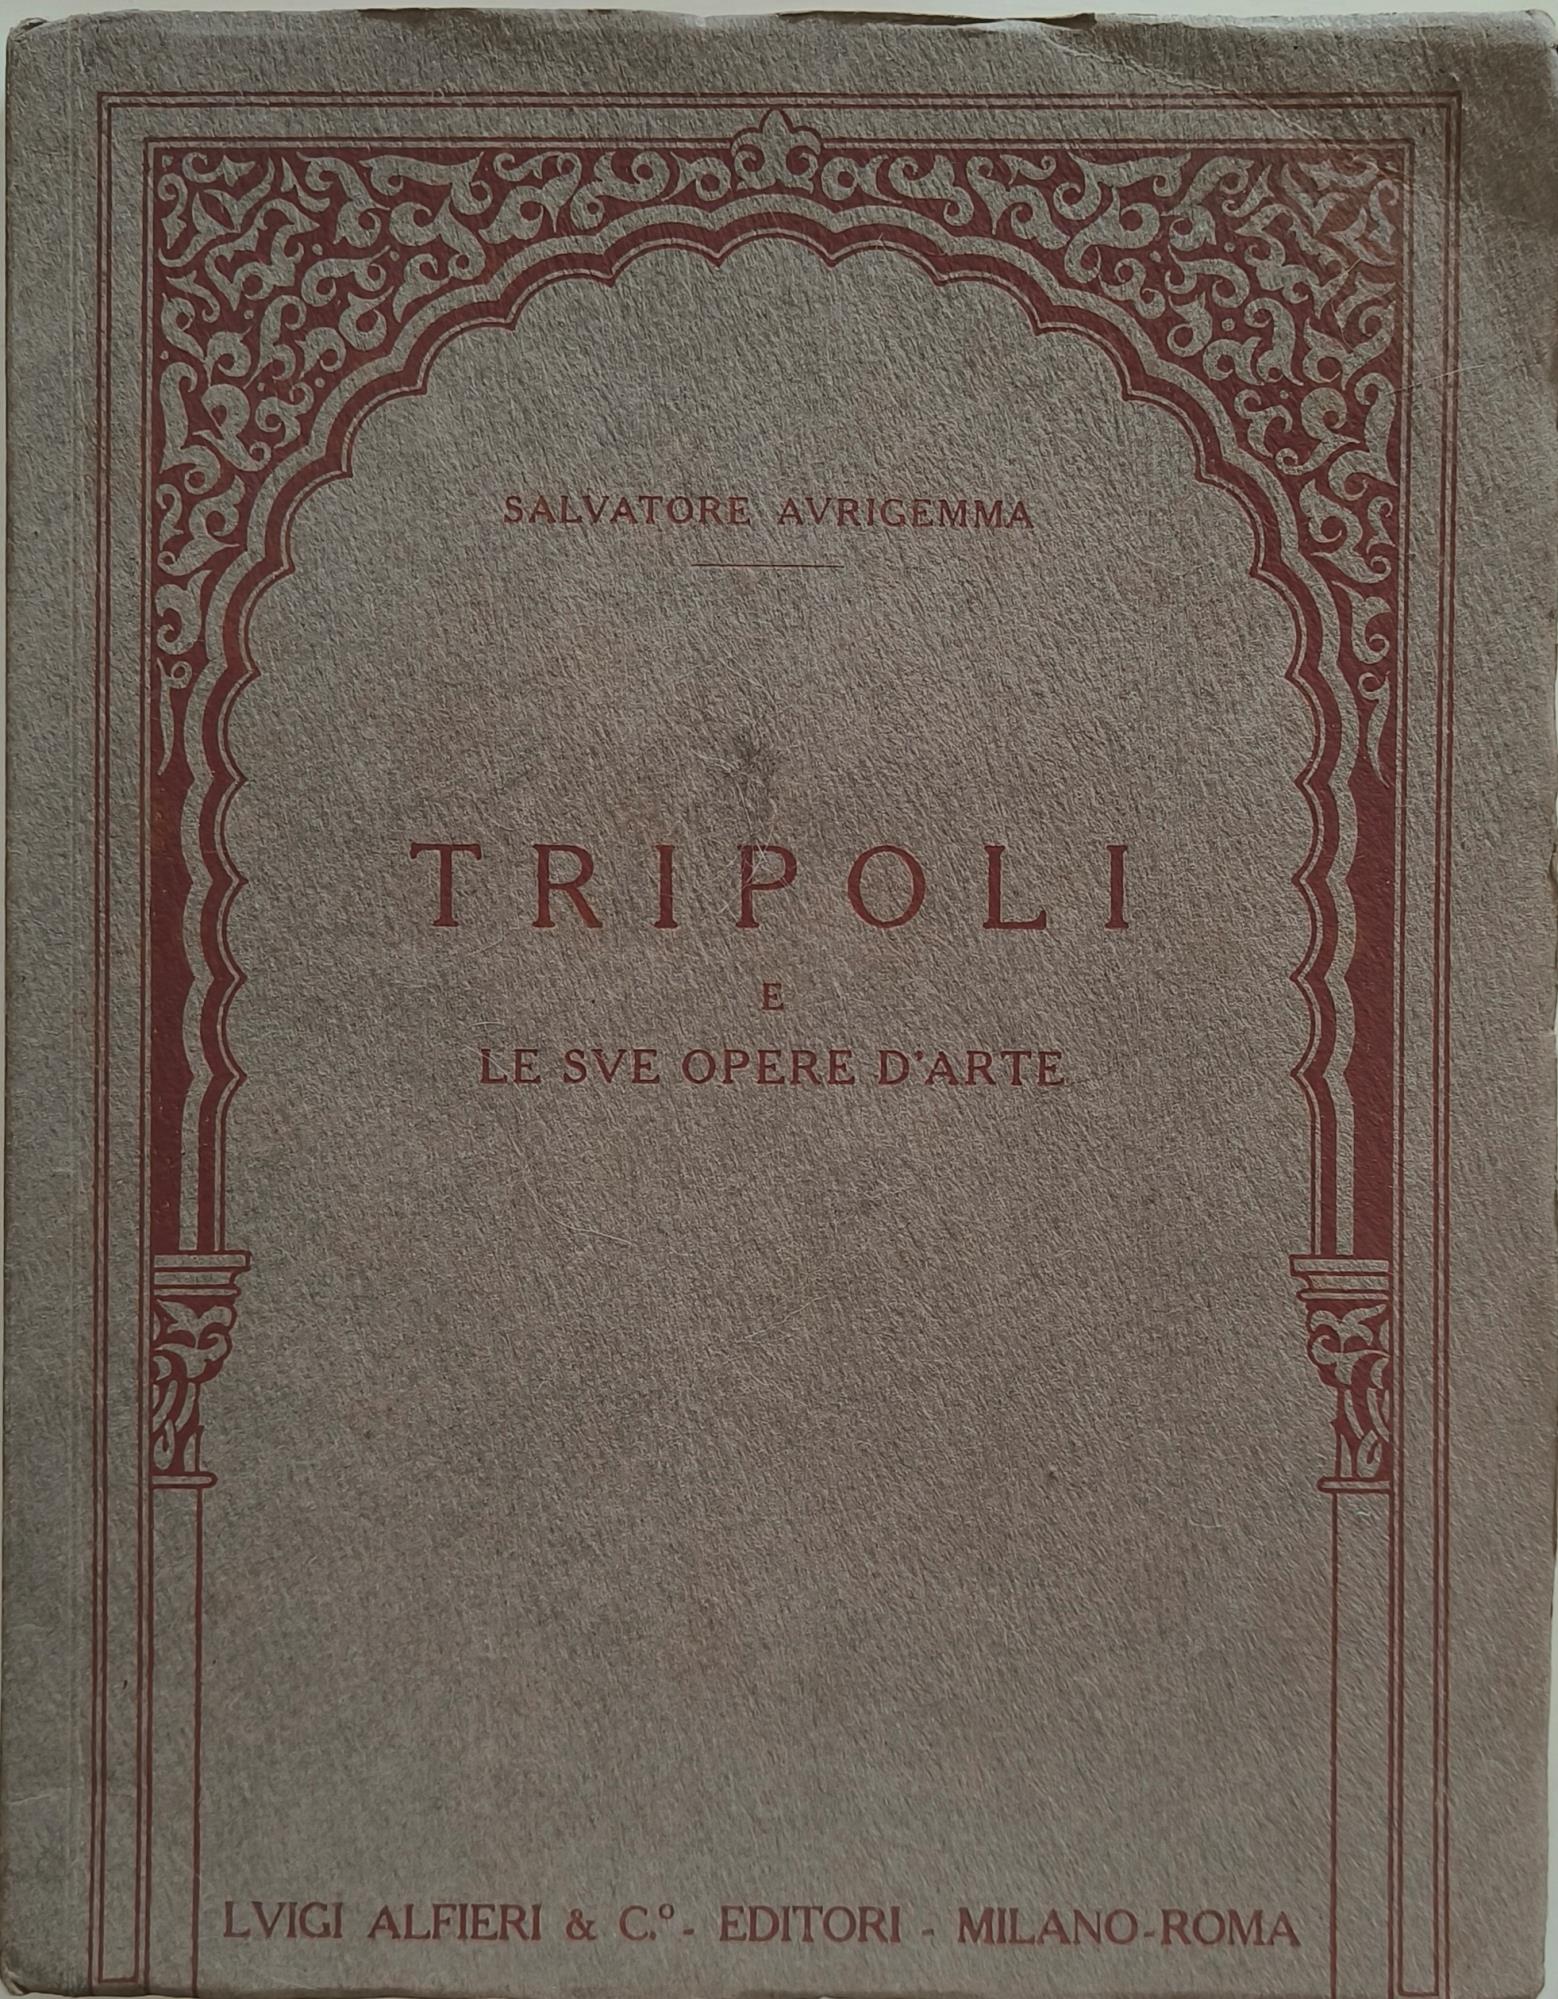 SALVATORE AVRIGEMMA
TRIPOLI
E
LE SVE OPERE D'ARTE
LVIGI ALFIERI & C.º - EDITORI - MILANO-ROMA